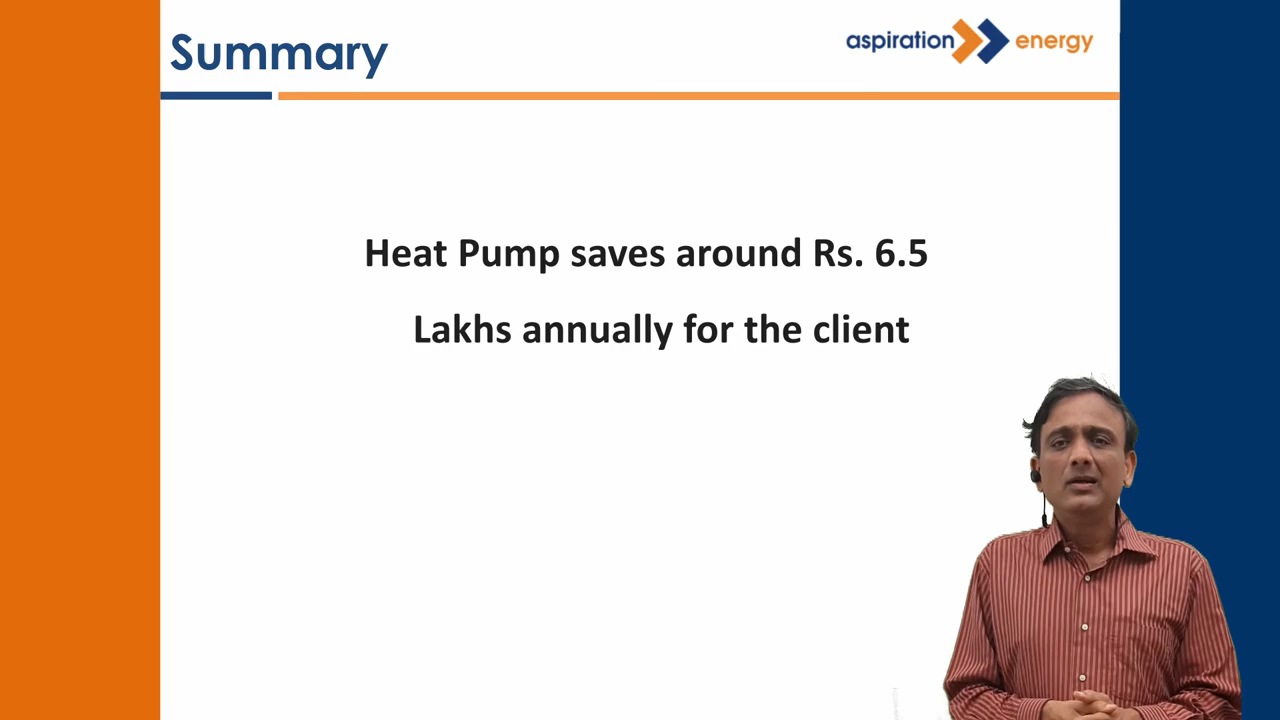 Summary
aspiration energy
Heat Pump saves around Rs. 6.5
Lakhs annually for the client